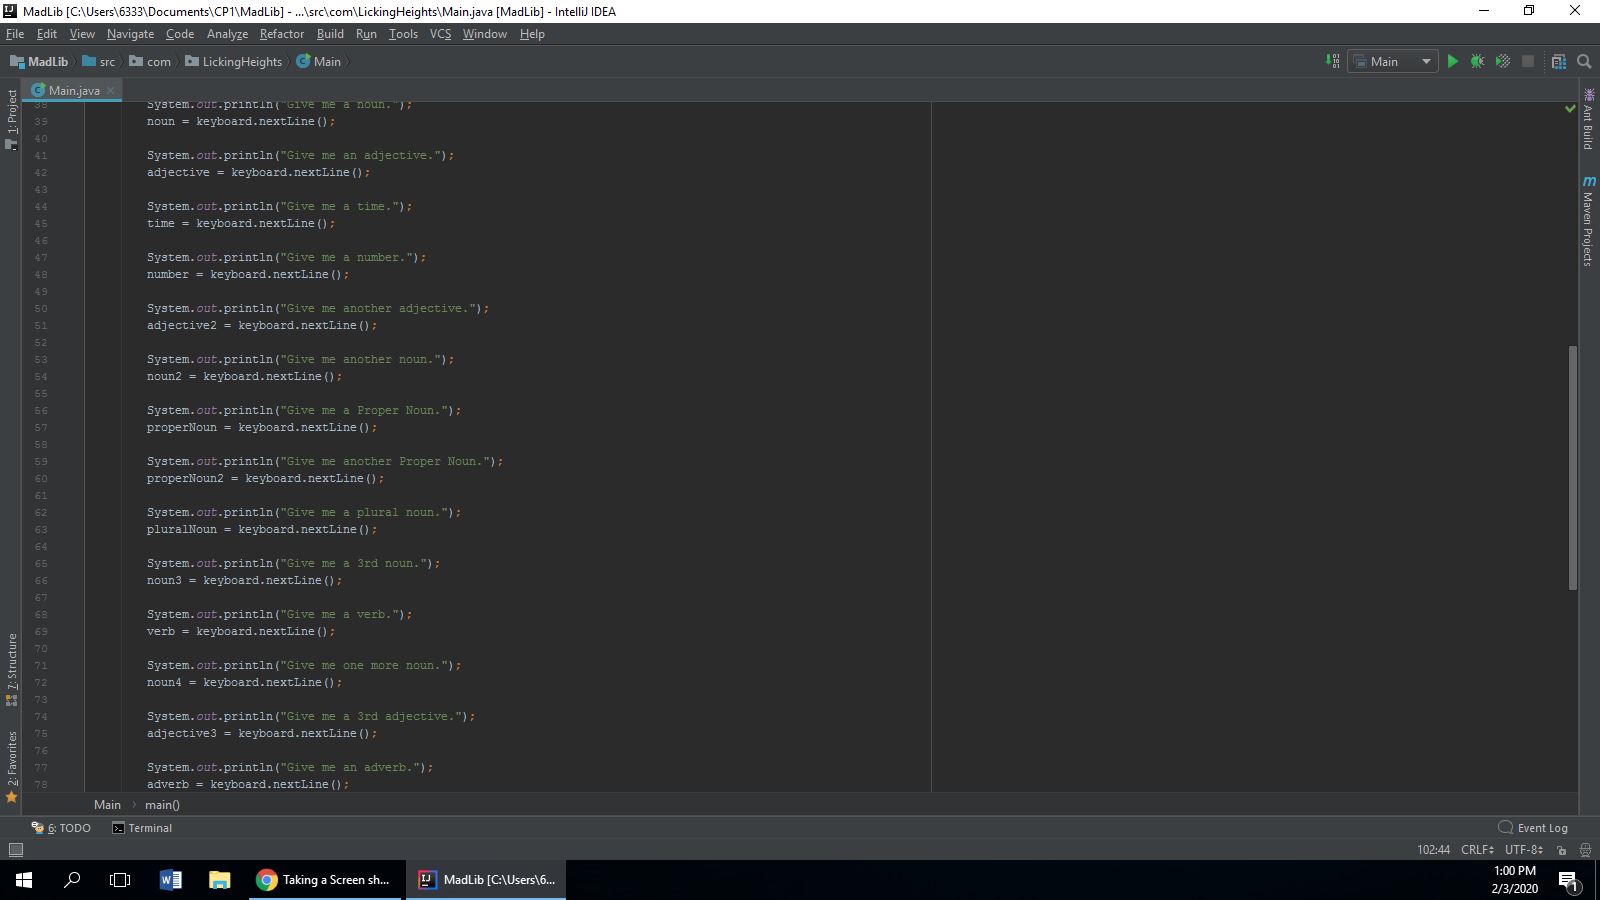 MadLib [C:\Users\6333\Documents\CP1\MadLib] - ...\src\com\LickingHeights\Main.java [MadLib] - IntelliJ IDEA
File Edit View Navigate Code Analyze Refactor Build Run Tools VCS Window Help
MadLib src com LickingHeights Main Main
Main.java
1: Project
7: Structure
2: Favorites
Ant Build
Maven Projects
38 System.out.println("Give me a noun.");
39 noun = keyboard.nextLine();
40
41 System.out.println("Give me an adjective.");
42 adjective = keyboard.nextLine();
43
44 System.out.println("Give me a time.");
45 time = keyboard.nextLine();
46
47 System.out.println("Give me a number.");
48 number = keyboard.nextLine();
49
50 System.out.println("Give me another adjective.");
51 adjective2 = keyboard.nextLine();
52
53 System.out.println("Give me another noun.");
54 noun2 = keyboard.nextLine();
55
56 System.out.println("Give me a Proper Noun.");
57 properNoun = keyboard.nextLine();
58
59 System.out.println("Give me another Proper Noun.");
60 properNoun2 = keyboard.nextLine();
61
62 System.out.println("Give me a plural noun.");
63 pluralNoun = keyboard.nextLine();
64
65 System.out.println("Give me a 3rd noun.");
66 noun3 = keyboard.nextLine();
67
68 System.out.println("Give me a verb.");
69 verb = keyboard.nextLine();
70
71 System.out.println("Give me one more noun.");
72 noun4 = keyboard.nextLine();
73
74 System.out.println("Give me a 3rd adjective.");
75 adjective3 = keyboard.nextLine();
76
77 System.out.println("Give me an adverb.");
78 adverb = keyboard.nextLine();
Main › main()
6: TODO Terminal Event Log
102:44 CRLF UTF-8
Taking a Screen sh... MadLib [C:\Users\6...
1:00 PM
2/3/2020
1